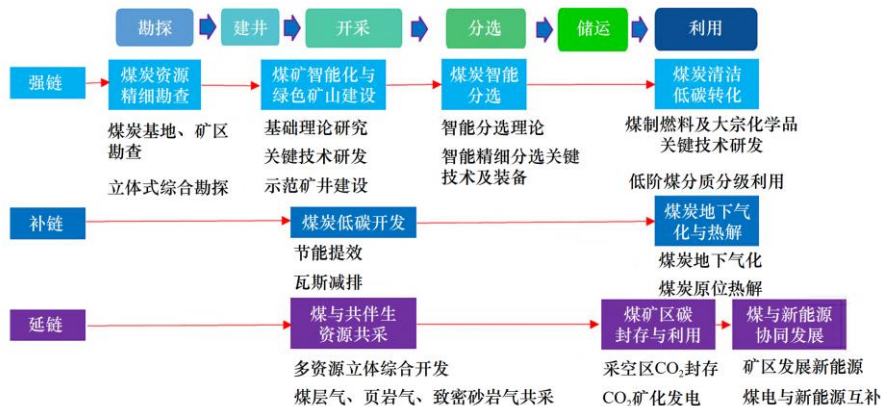 勘探 建井 开采 分选 储运 利用
强链
煤炭资源
精细勘查
煤矿智能化与
绿色矿山建设
煤炭智能
分选
煤炭清洁
低碳转化
煤炭基地、矿区
勘查
立体式综合勘探
基础理论研究
关键技术研发
示范矿井建设
智能分选理论
智能精细分选关键
技术及装备
煤制燃料及大宗化学品
关键技术研发
低阶煤分质分级利用
补链
煤炭低碳开发
煤炭地下气
化与热解
节能提效
瓦斯减排
煤炭地下气化
煤炭原位热解
延链
煤与共伴生
资源共采
煤矿区碳
封存与利用
煤与新能源
协同发展
多资源立体综合开发
煤层气、页岩气、致密砂岩气共采
采空区CO₂封存
CO₂矿化发电
矿区发展新能源
煤电与新能源互补